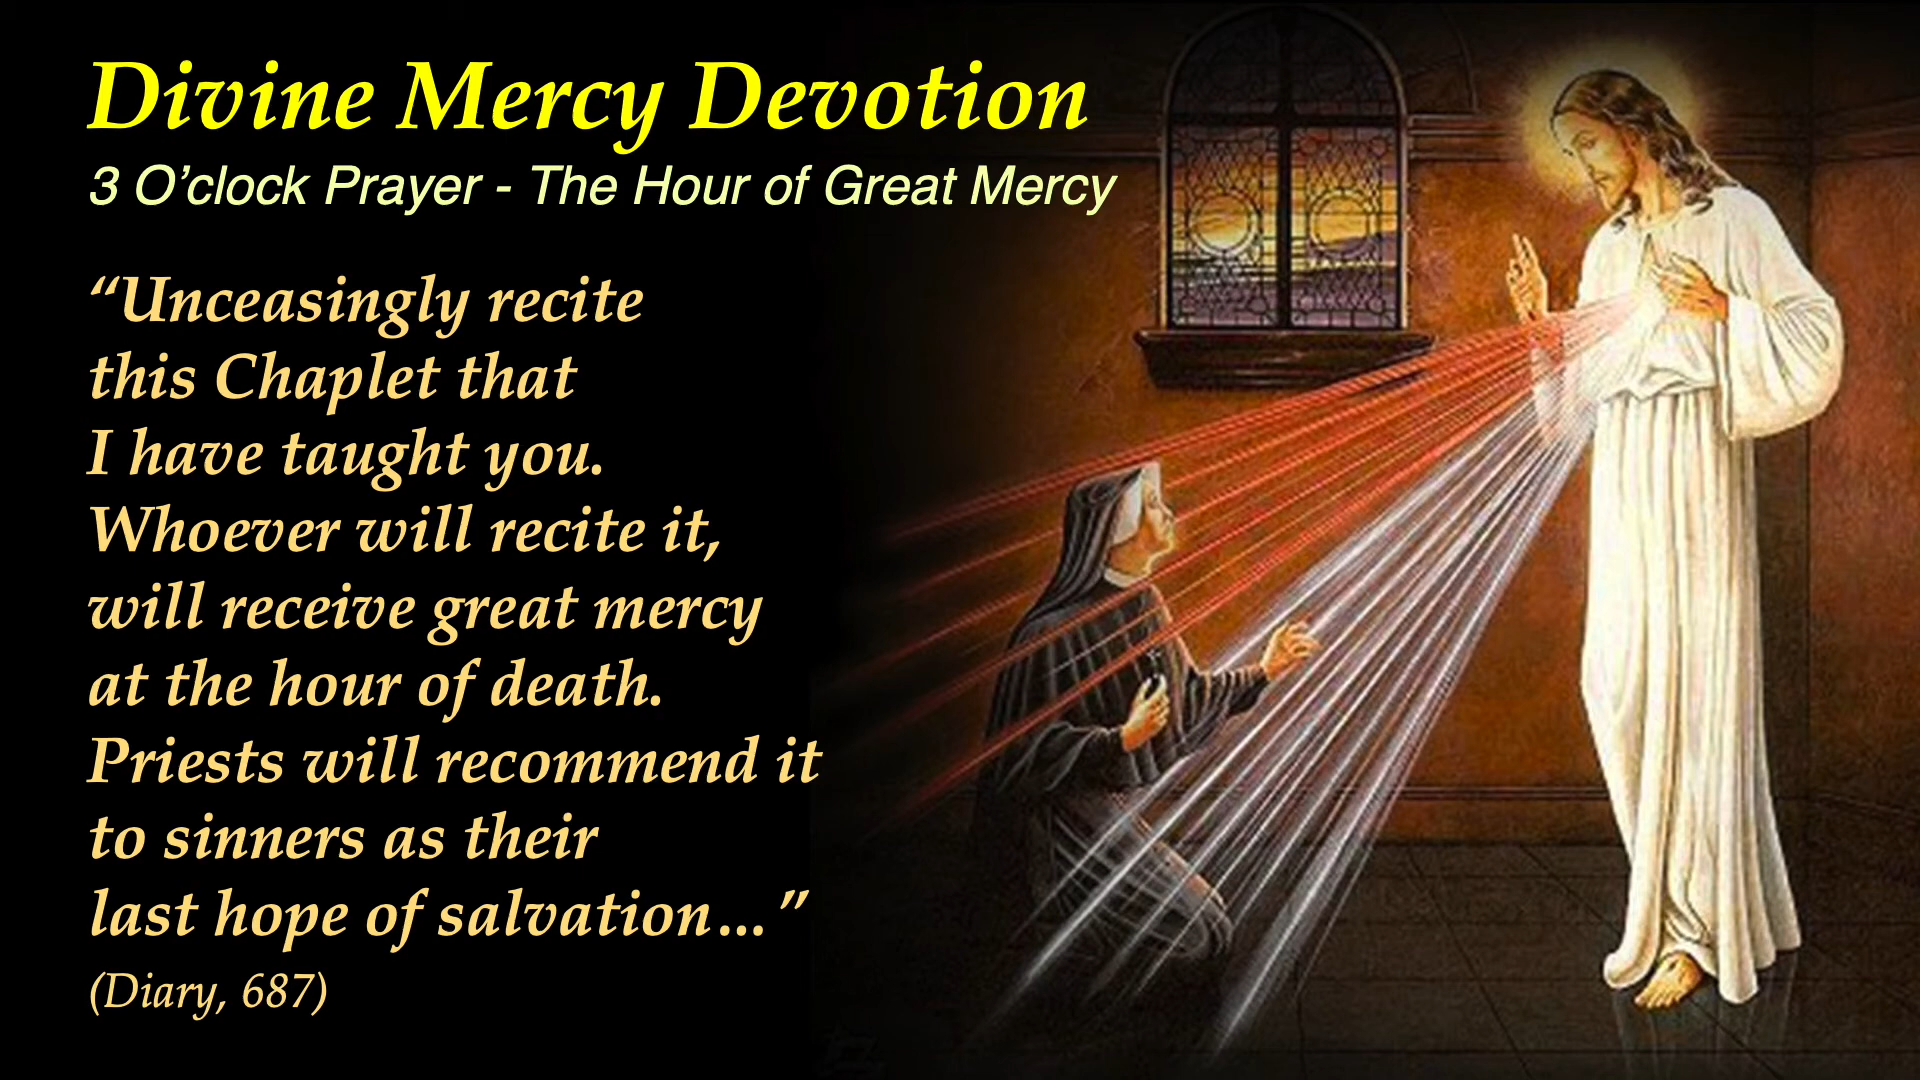 Divine Mercy Devotion
3 O’clock Prayer - The Hour of Great Mercy
“Unceasingly recite
this Chaplet that
I have taught you.
Whoever will recite it,
will receive great mercy
at the hour of death.
Priests will recommend it
to sinners as their
last hope of salvation...”
(Diary, 687)